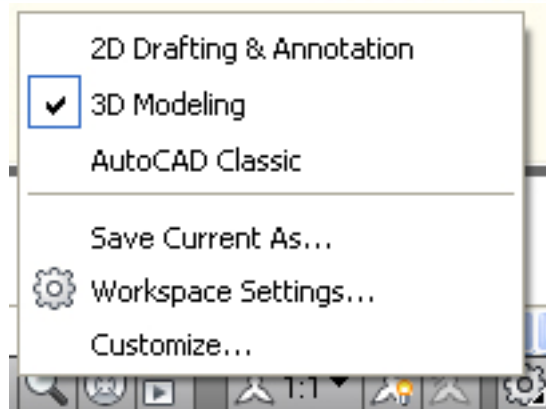 2D Drafting & Annotation
3D Modeling
AutoCAD Classic
Save Current As...
Workspace Settings...
Customize...
1:1